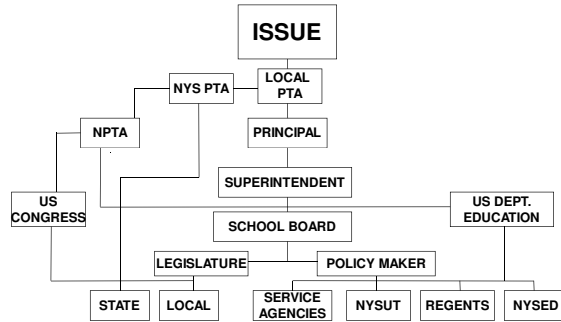 ISSUE
NYS PTA
LOCAL
PTA
NPTA
PRINCIPAL
SUPERINTENDENT
US
CONGRESS
US DEPT.
EDUCATION
SCHOOL BOARD
LEGISLATURE
POLICY MAKER
STATE
LOCAL
SERVICE
AGENCIES
NYSUT
REGENTS
NYSED